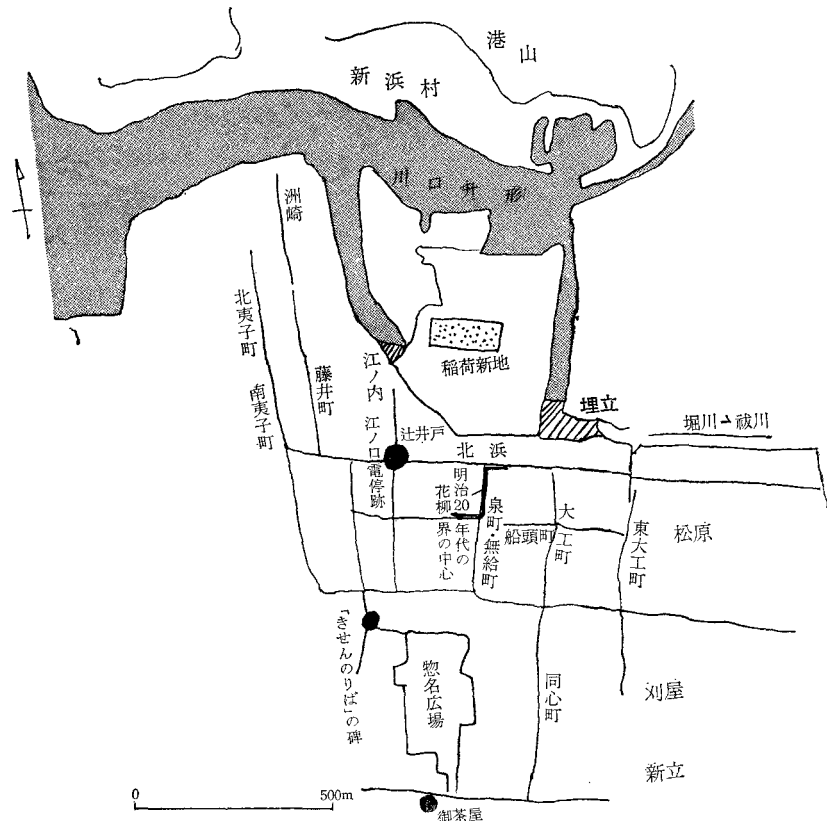 港山
新浜村
川口舛形
洲崎
北夷子町
南夷子町
藤井町
江ノ内
江ノ口電停跡
稲荷新地
埋立
辻井戸
北浜
堀川→祓川
明治20年代の
花柳界の中心
泉町・無給町
船頭町
大工町
東大工町
松原
「きせんのりば」の碑
惣名広場
同心町
刈屋
新立
0
500m
御茶屋